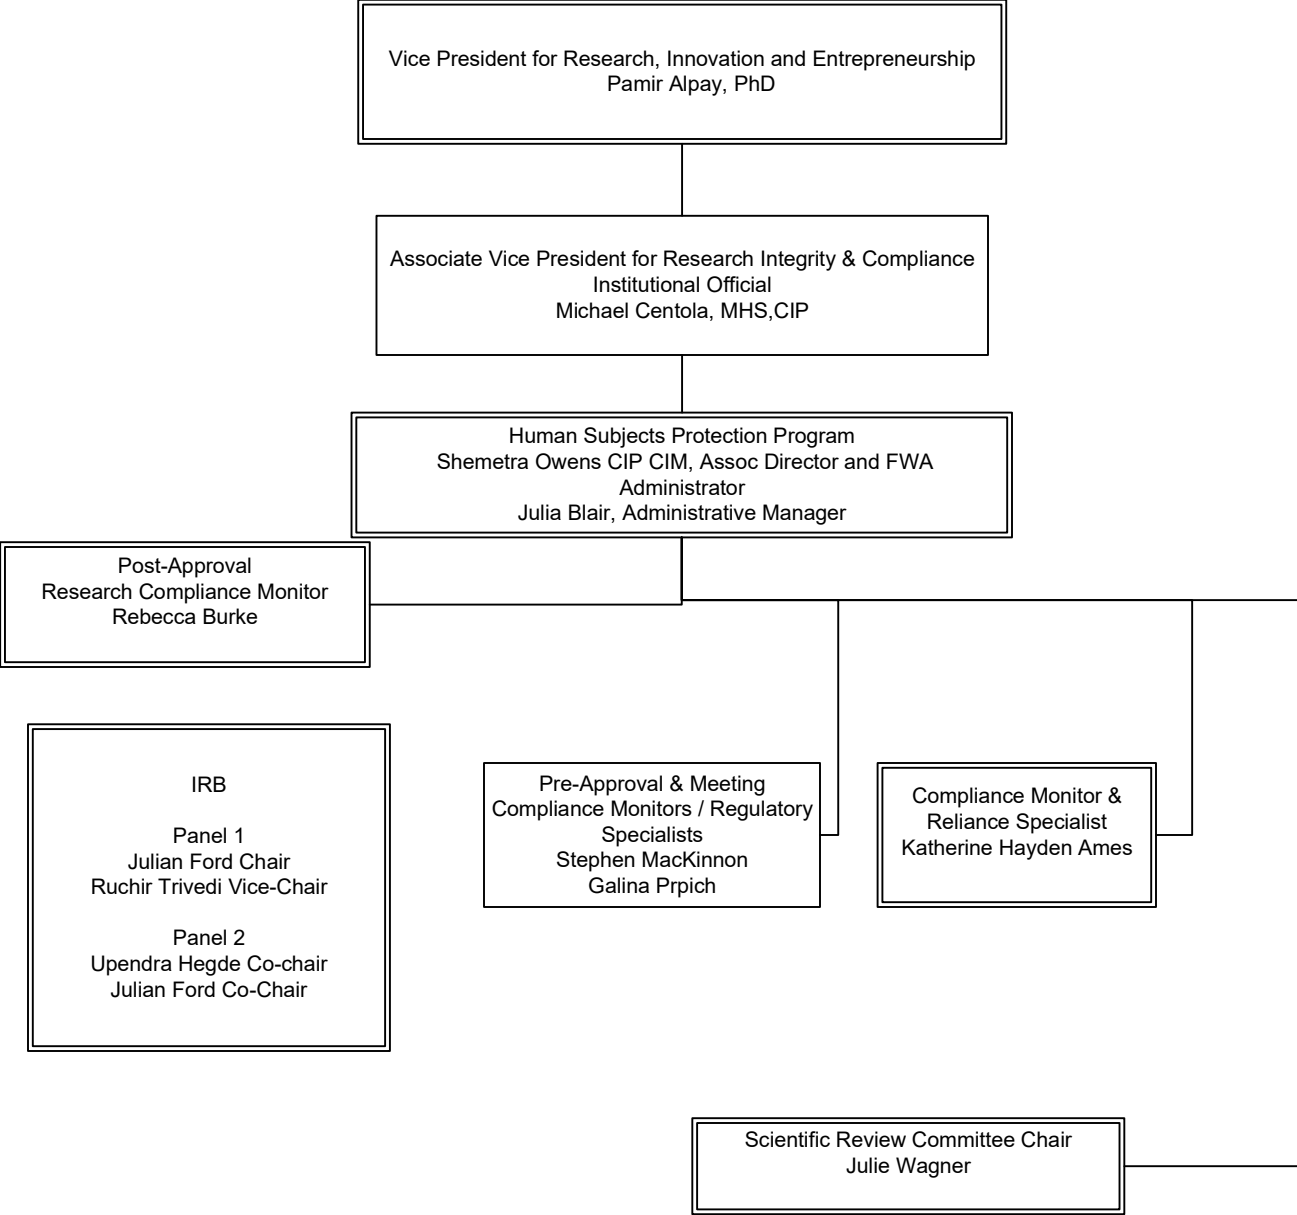 Vice President for Research, Innovation and Entrepreneurship
Pamir Alpay, PhD
Associate Vice President for Research Integrity & Compliance
Institutional Official
Michael Centola, MHS,CIP
Human Subjects Protection Program
Shemetra Owens CIP CIM, Assoc Director and FWA
Administrator
Julia Blair, Administrative Manager
Post-Approval
Research Compliance Monitor
Rebecca Burke
IRB
Panel 1
Julian Ford Chair
Ruchir Trivedi Vice-Chair
Panel 2
Upendra Hegde Co-chair
Julian Ford Co-Chair
Pre-Approval & Meeting
Compliance Monitors / Regulatory
Specialists
Stephen MacKinnon
Galina Prpich
Compliance Monitor &
Reliance Specialist
Katherine Hayden Ames
Scientific Review Committee Chair
Julie Wagner